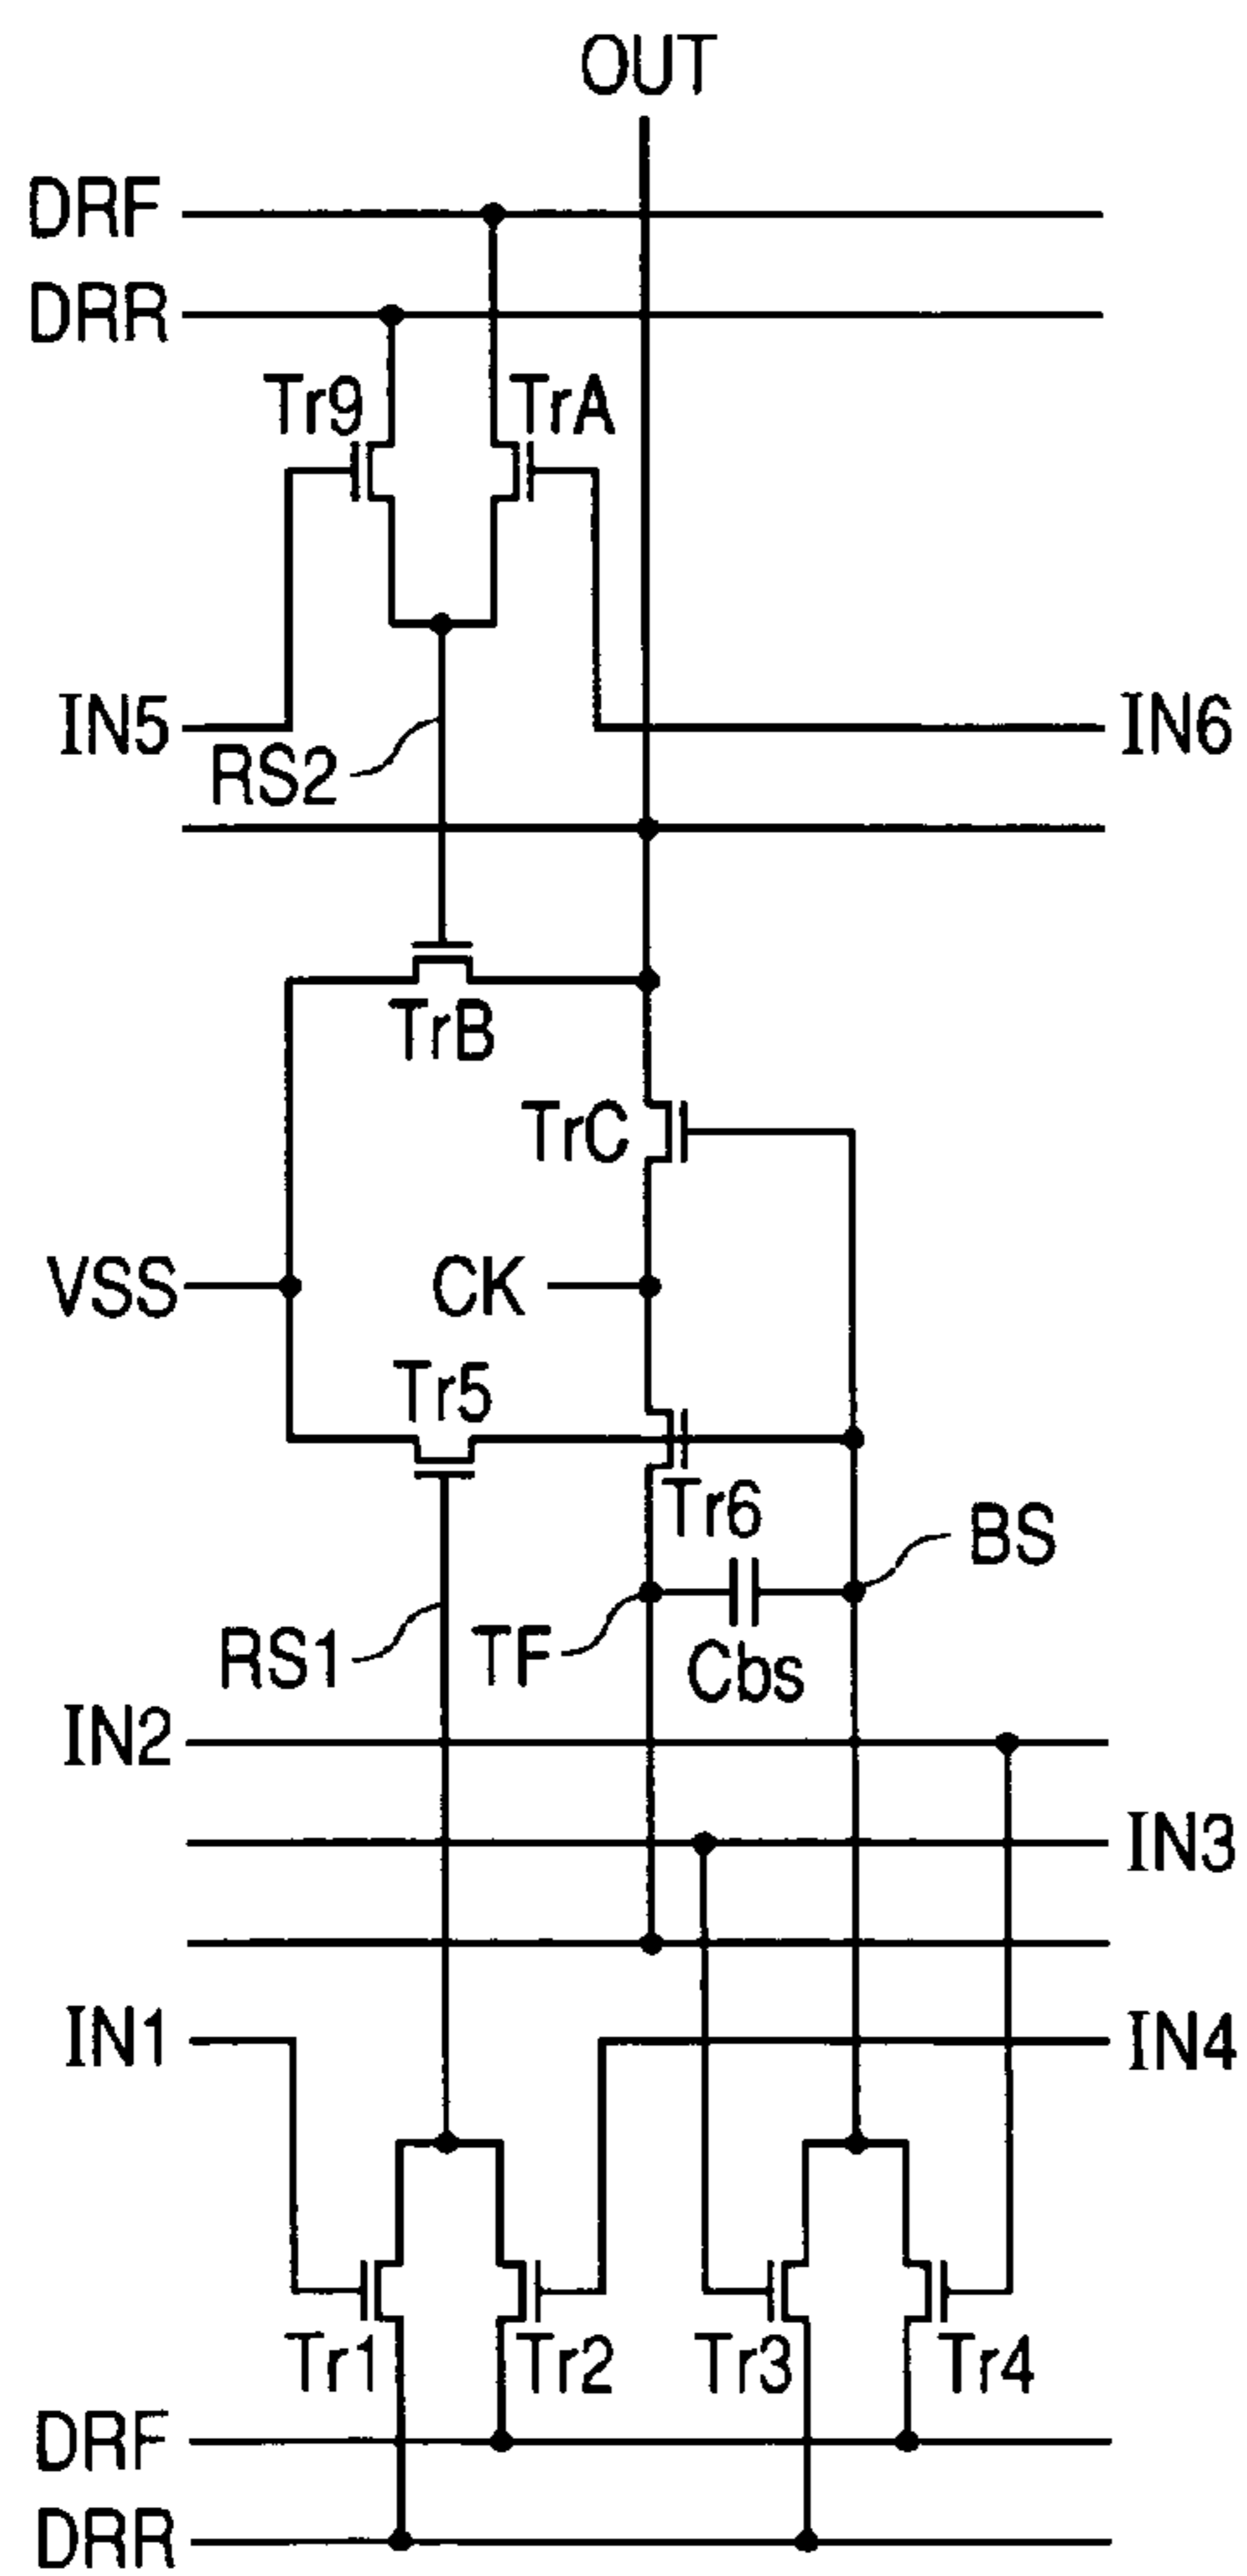 OUT
DRF
DRR
Tr9
TrA
IN5
IN6
RS2
TrB
TrC
VSS
CK
Tr5
Tr6
BS
RS1
TF
Cbs
IN2
IN3
IN1
IN4
Tr1
Tr2
Tr3
Tr4
DRF
DRR